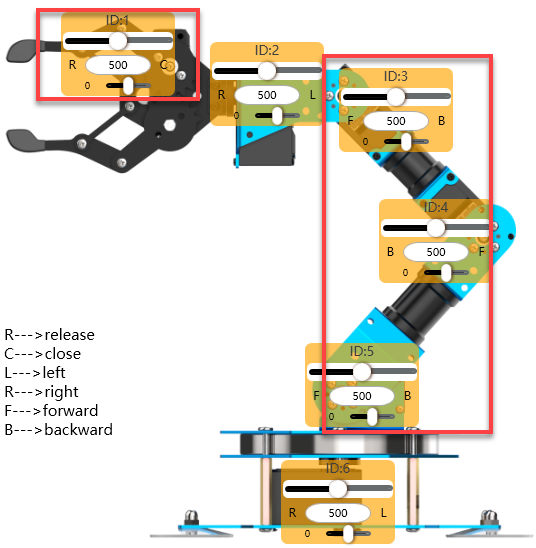 ID:1
R 500 C
0
ID:2
R 500 L
0
ID:3
F 500 B
0
ID:4
B 500 F
0
R--->release
C--->close
L--->left
R--->right
F--->forward
B--->backward
ID:5
F 500 B
0
ID:6
R 500 L
0